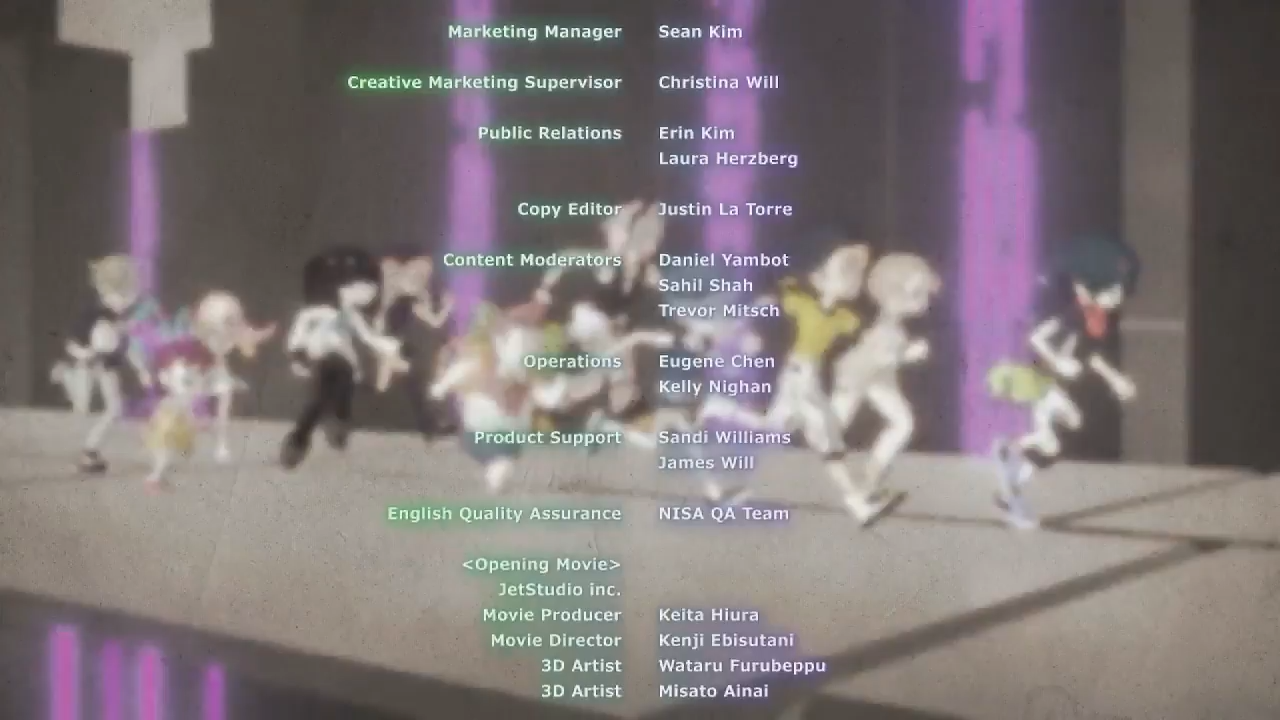 Marketing Manager Sean Kim
Creative Marketing Supervisor Christina Will
Public Relations Erin Kim
Laura Herzberg
Copy Editor Justin La Torre
Content Moderators Daniel Yambot
Sahil Shah
Trevor Mitsch
Operations Eugene Chen
Kelly Nighan
Product Support Sandi Williams
James Will
English Quality Assurance NISA QA Team
<Opening Movie>
JetStudio inc.
Movie Producer Keita Hiura
Movie Director Kenji Ebisutani
3D Artist Wataru Furubeppu
3D Artist Misato Ainai